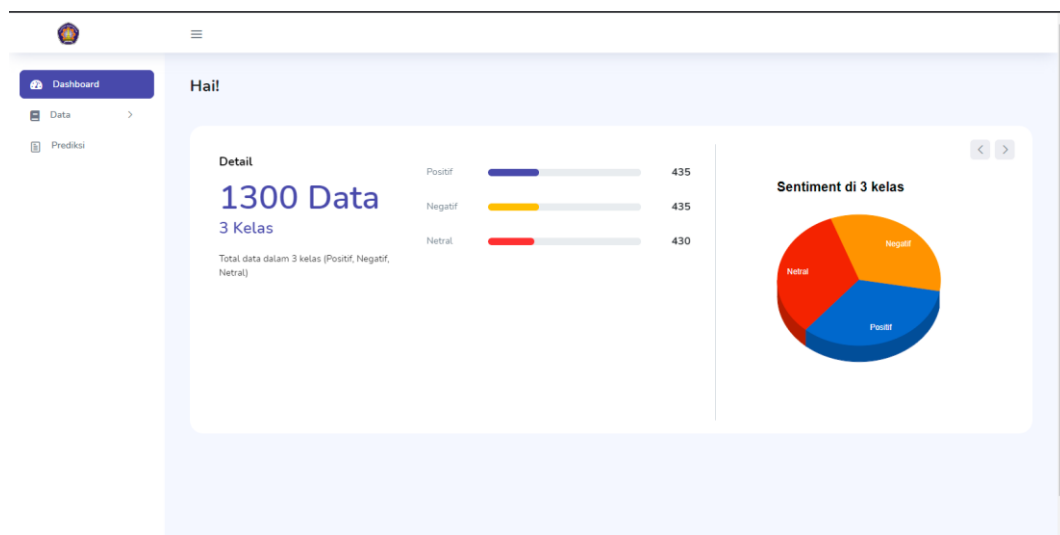 Dashboard
Data
Prediksi
Hai!
Detail
1300 Data
3 Kelas
Total data dalam 3 kelas (Positif, Negatif,
Netral)
Positif 435
Negatif 435
Netral 430
Sentiment di 3 kelas
Negatif
Netral
Positif